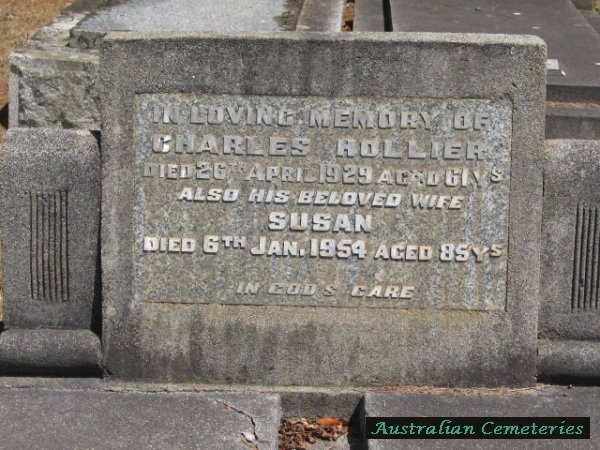 IN LOVING MEMORY OF
CHARLES HOLLIER
DIED 26TH APRIL 1929 AGED 61YS
ALSO HIS BELOVED WIFE
SUSAN
DIED 6TH JAN. 1954 AGED 85YS
IN GOD'S CARE
Australian Cemeteries